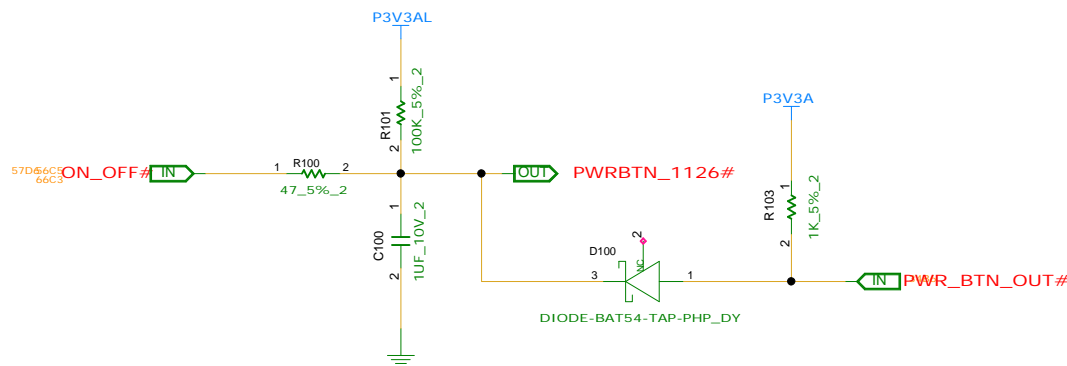 P3V3AL
1
R101
100K_5%_2
2
P3V3A
57D6 56C5
66C3
ON_OFF#
IN
1
R100
2
47_5%_2
OUT
PWRBTN_1126#
1
R103
1K_5%_2
2
1
C100
1UF_10V_2
2
2
NC
D100
3
1
DIODE-BAT54-TAP-PHP_DY
IN
PWR_BTN_OUT#